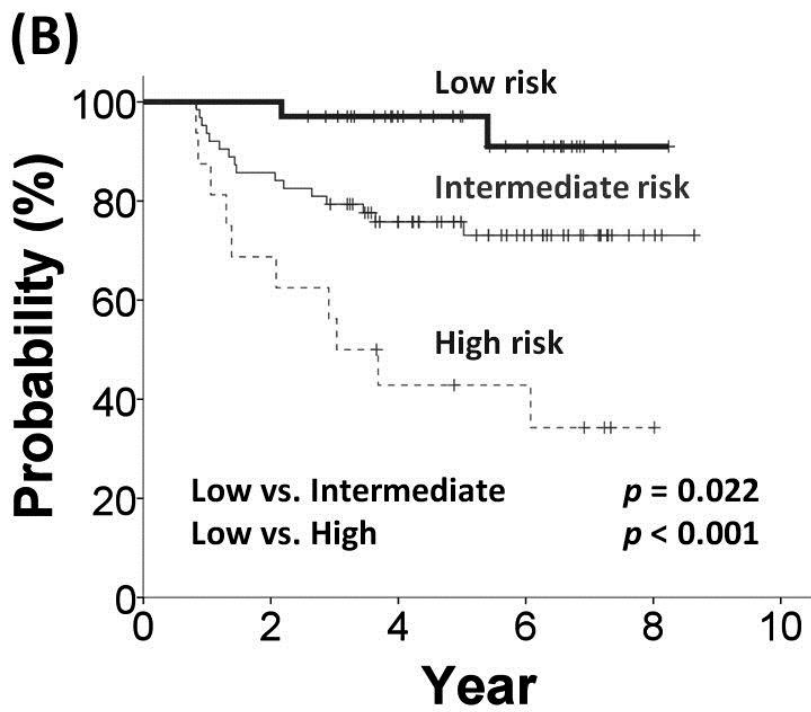 (B)
Probability (%)
100
80
60
40
20
0
Low risk
Intermediate risk
High risk
Low vs. Intermediate p = 0.022
Low vs. High p < 0.001
0 2 4 6 8 10
Year